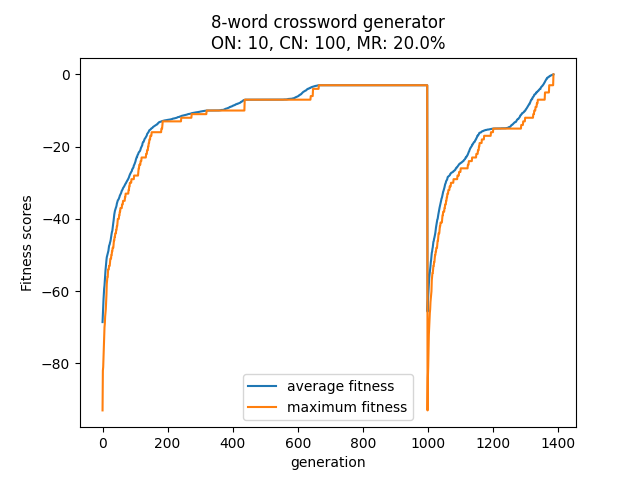 8-word crossword generator
ON: 10, CN: 100, MR: 20.0%
0
−20
−40
−60
−80
Fitness scores
average fitness
maximum fitness
0 200 400 600 800 1000 1200 1400
generation